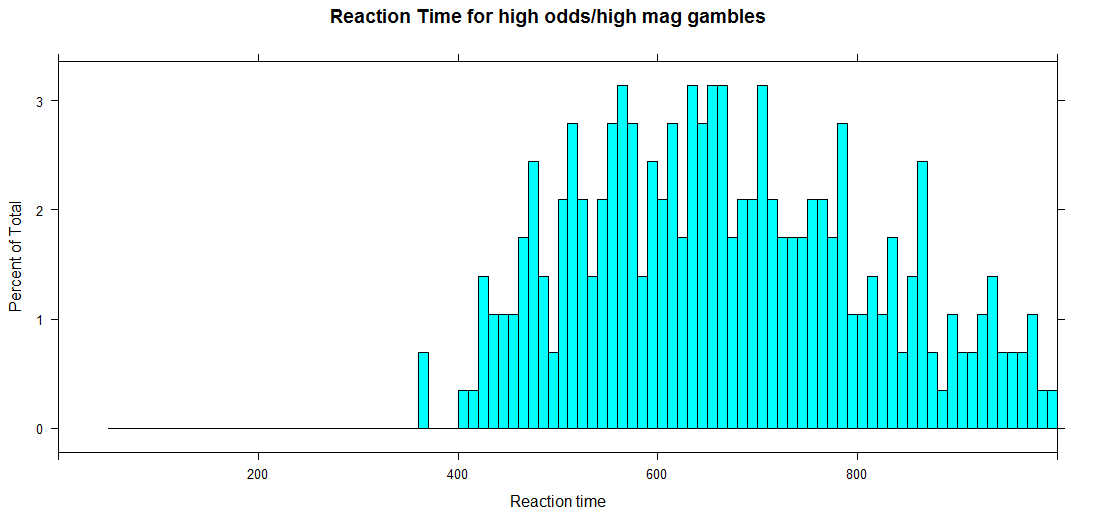 Reaction Time for high odds/high mag gambles
Percent of Total
3
2
1
0
200 400 600 800
Reaction time